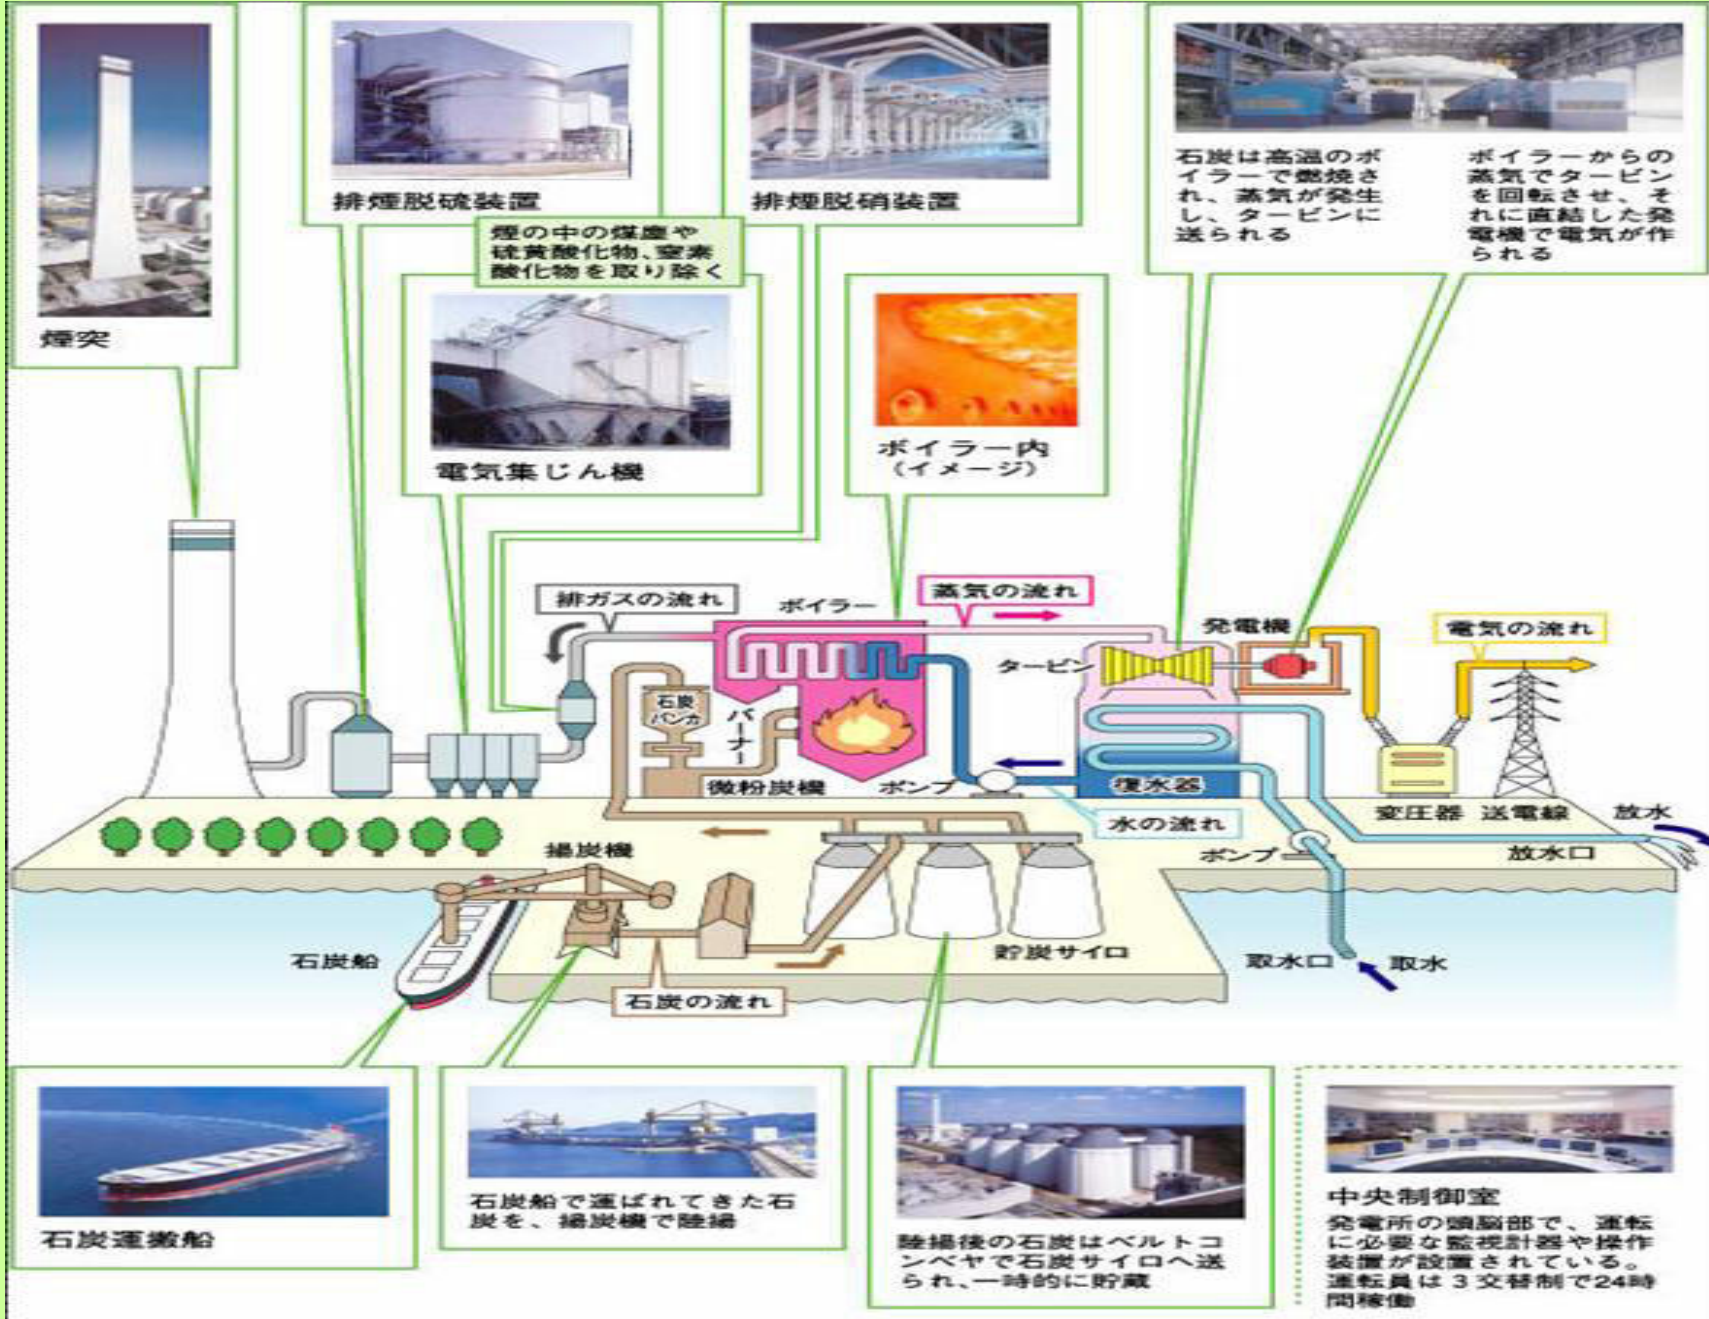 煙突
排煙脱硫装置
排煙脱硝装置
煙の中の煤塵や
硫黄酸化物、窒素
酸化物を取り除く
電気集じん機
ボイラー内
（イメージ）
石炭は高温のボ
イラーで燃焼さ
れ、蒸気が発生
し、タービンに
送られる
ボイラーからの
蒸気でタービン
を回転させ、そ
れに直結した発
電機で電気が作
られる
排ガスの流れ
ボイラー
蒸気の流れ
発電機
電気の流れ
タービン
石炭
バンカ
バーナー
微粉炭機
ポンプ
復水器
水の流れ
変圧器
送電線
放水
放水口
ポンプ
揚炭機
石炭船
貯炭サイロ
取水口
取水
石炭の流れ
石炭運搬船
石炭船で運ばれてきた石
炭を、揚炭機で陸揚
陸揚後の石炭はベルトコ
ンベヤで石炭サイロへ送
られ、一時的に貯蔵
中央制御室
発電所の頭脳部で、運転
に必要な監視計器や操作
装置が設置されている。
運転員は3交替制で24時
間稼働